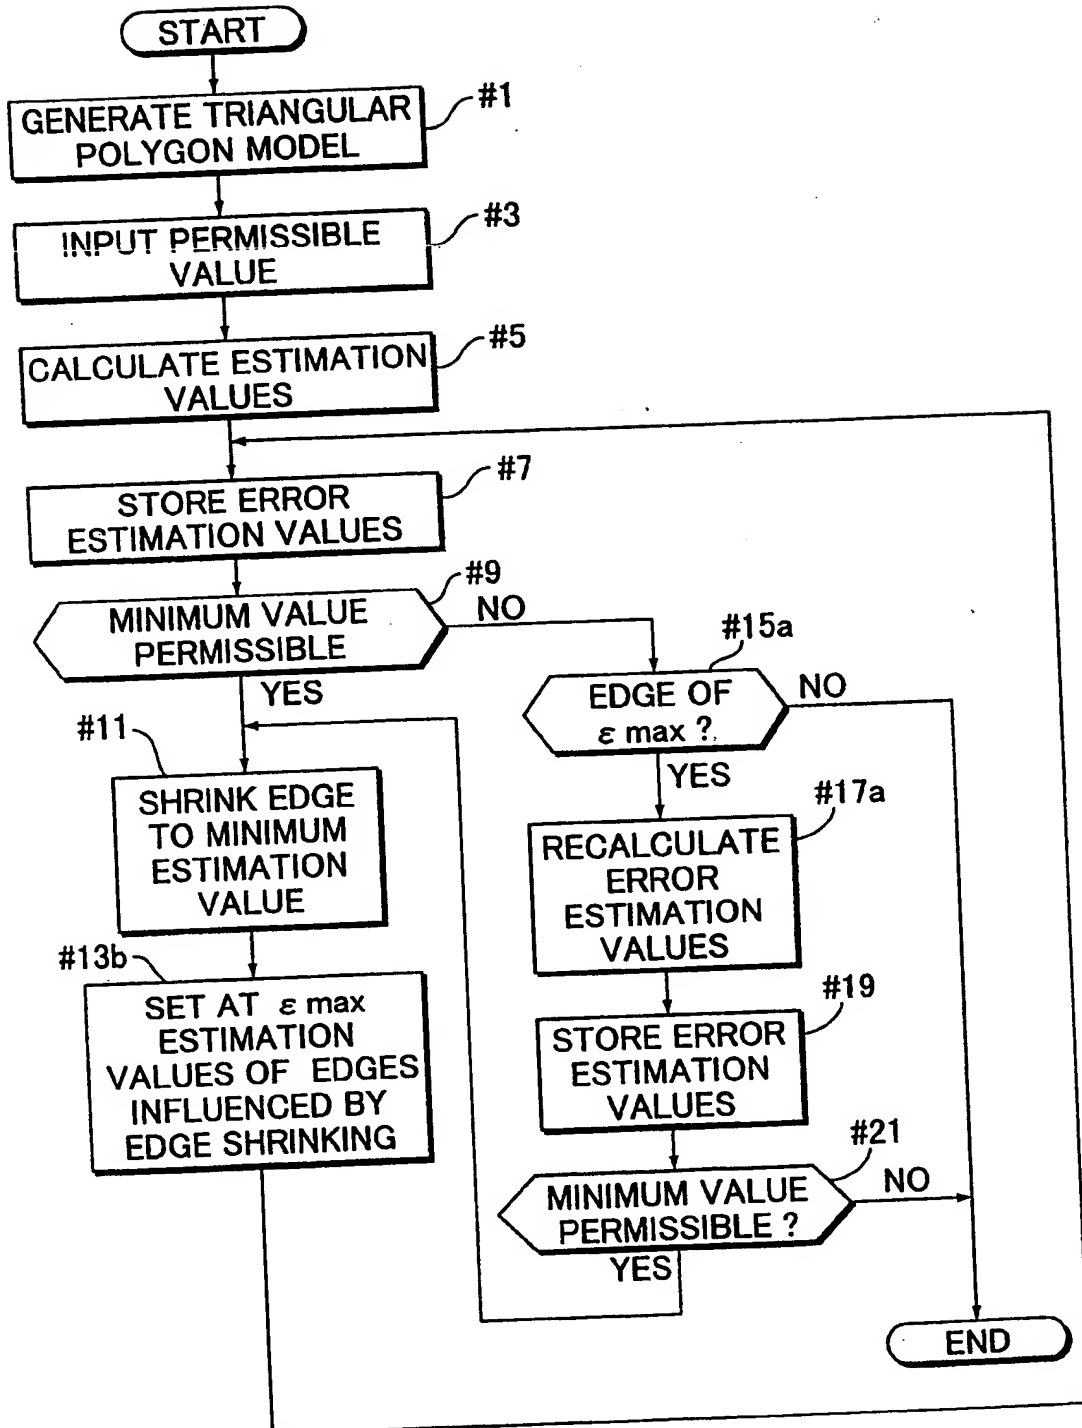 START
#1
GENERATE TRIANGULAR
POLYGON MODEL
#3
INPUT PERMISSIBLE
VALUE
#5
CALCULATE ESTIMATION
VALUES
#7
STORE ERROR
ESTIMATION VALUES
#9
MINIMUM VALUE
PERMISSIBLE
NO
YES
#15a
EDGE OF
ε max ?
NO
YES
#11
SHRINK EDGE
TO MINIMUM
ESTIMATION
VALUE
#17a
RECALCULATE
ERROR
ESTIMATION
VALUES
#13b
SET AT ε max
ESTIMATION
VALUES OF EDGES
INFLUENCED BY
EDGE SHRINKING
#19
STORE ERROR
ESTIMATION
VALUES
#21
MINIMUM VALUE
PERMISSIBLE ?
NO
YES
END